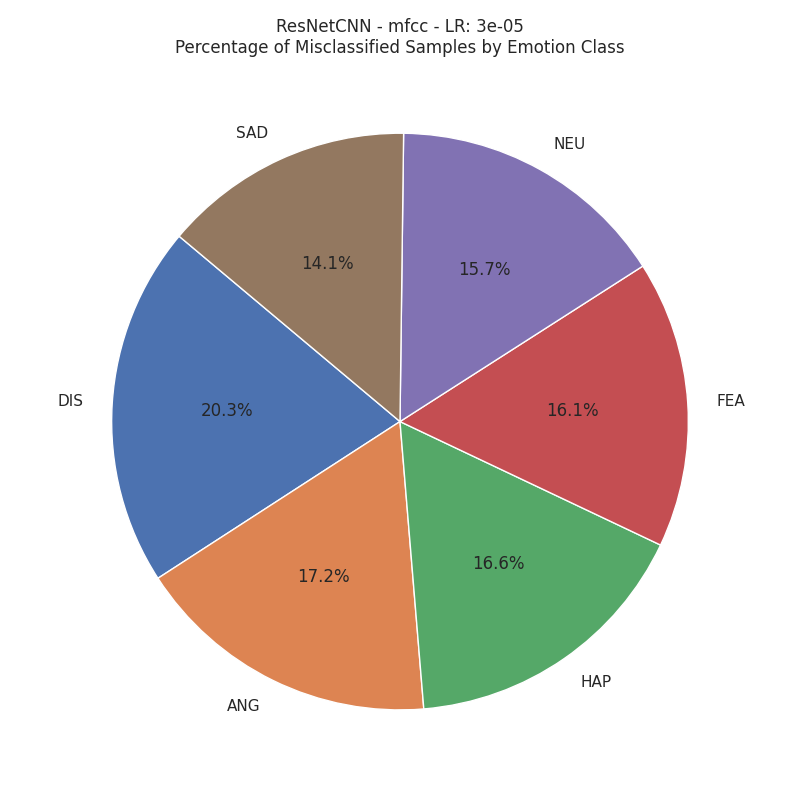 ResNetCNN - mfcc - LR: 3e-05
Percentage of Misclassified Samples by Emotion Class
SAD
NEU
14.1%
15.7%
DIS
20.3%
16.1%
FEA
17.2%
16.6%
ANG
HAP